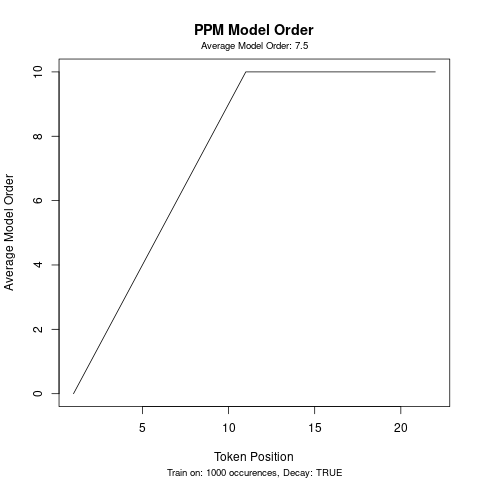 PPM Model Order
Average Model Order: 7.5
10
8
6
4
2
0
Average Model Order
5 10 15 20
Token Position
Train on: 1000 occurences, Decay: TRUE